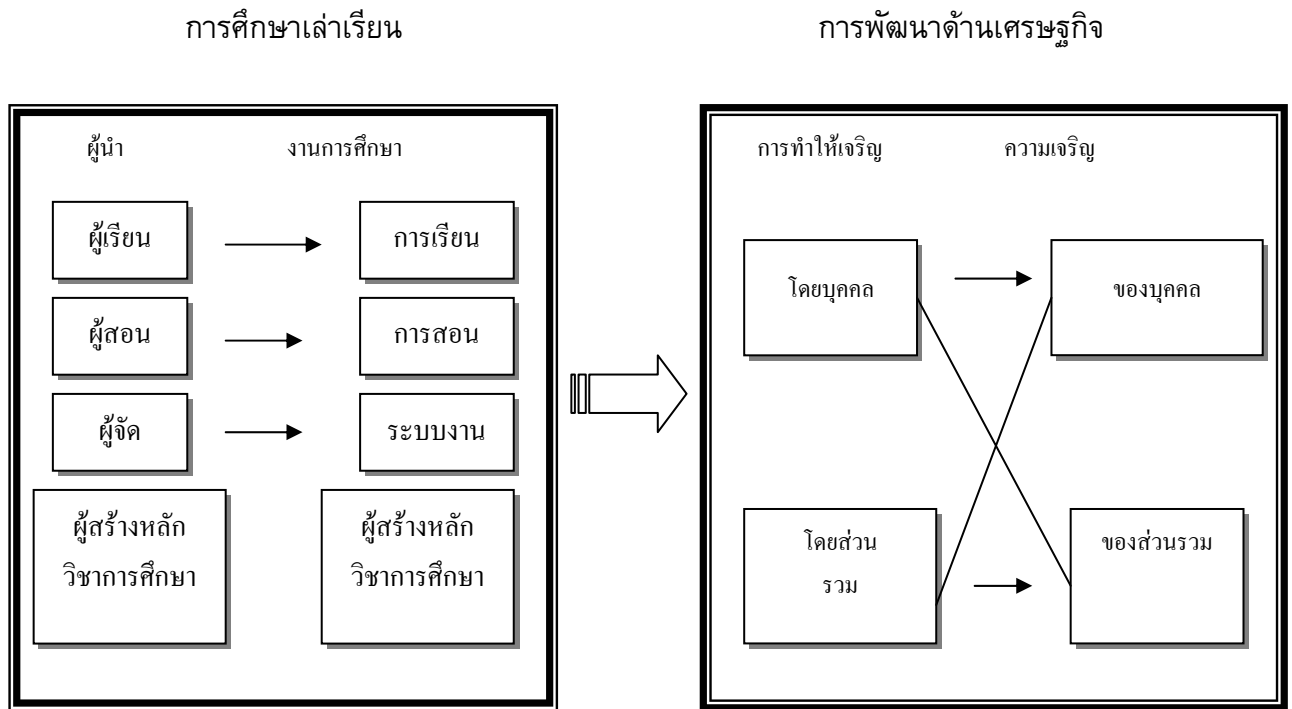 การศึกษาเล่าเรียน
การพัฒนาด้านเศรษฐกิจ
ผู้นำ
งานการศึกษา
ผู้เรียน
การเรียน
ผู้สอน
การสอน
ผู้จัด
ระบบงาน
ผู้สร้างหลัก
วิชาการศึกษา
ผู้สร้างหลัก
วิชาการศึกษา
การทำให้เจริญ
ความเจริญ
โดยบุคคล
ของบุคคล
โดยส่วน
รวม
ของส่วนรวม